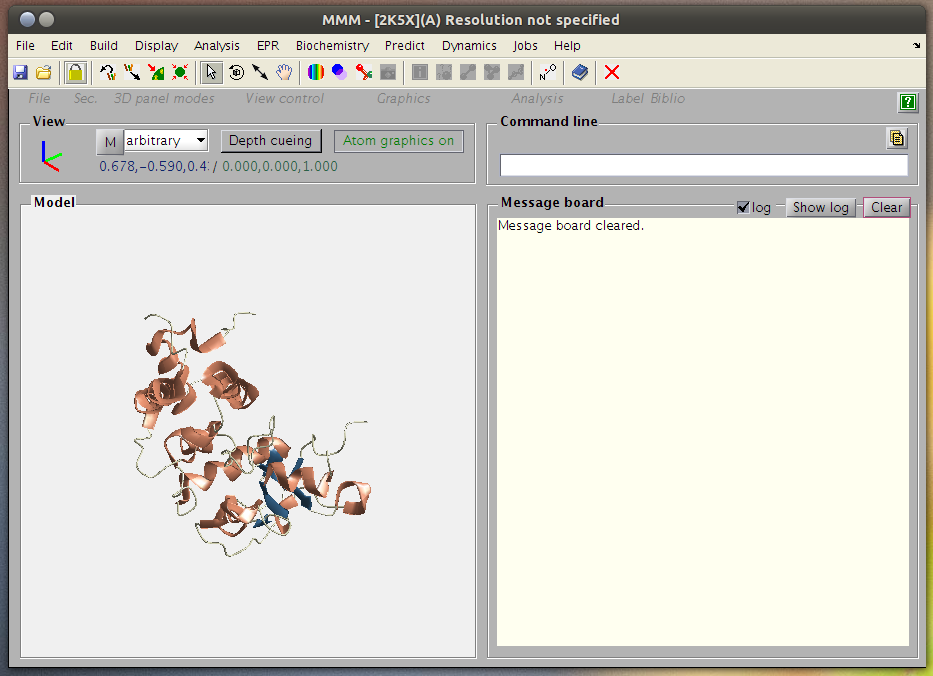 MMM - [2K5X](A) Resolution not specified
File Edit Build Display Analysis EPR Biochemistry Predict Dynamics Jobs Help
File Sec. 3D panel modes View control Graphics Analysis Label Biblio
View
M arbitrary Depth cueing Atom graphics on
0.678,-0.590,0.4 / 0.000,0.000,1.000
Command line
Model
Message board log Show log Clear
Message board cleared.